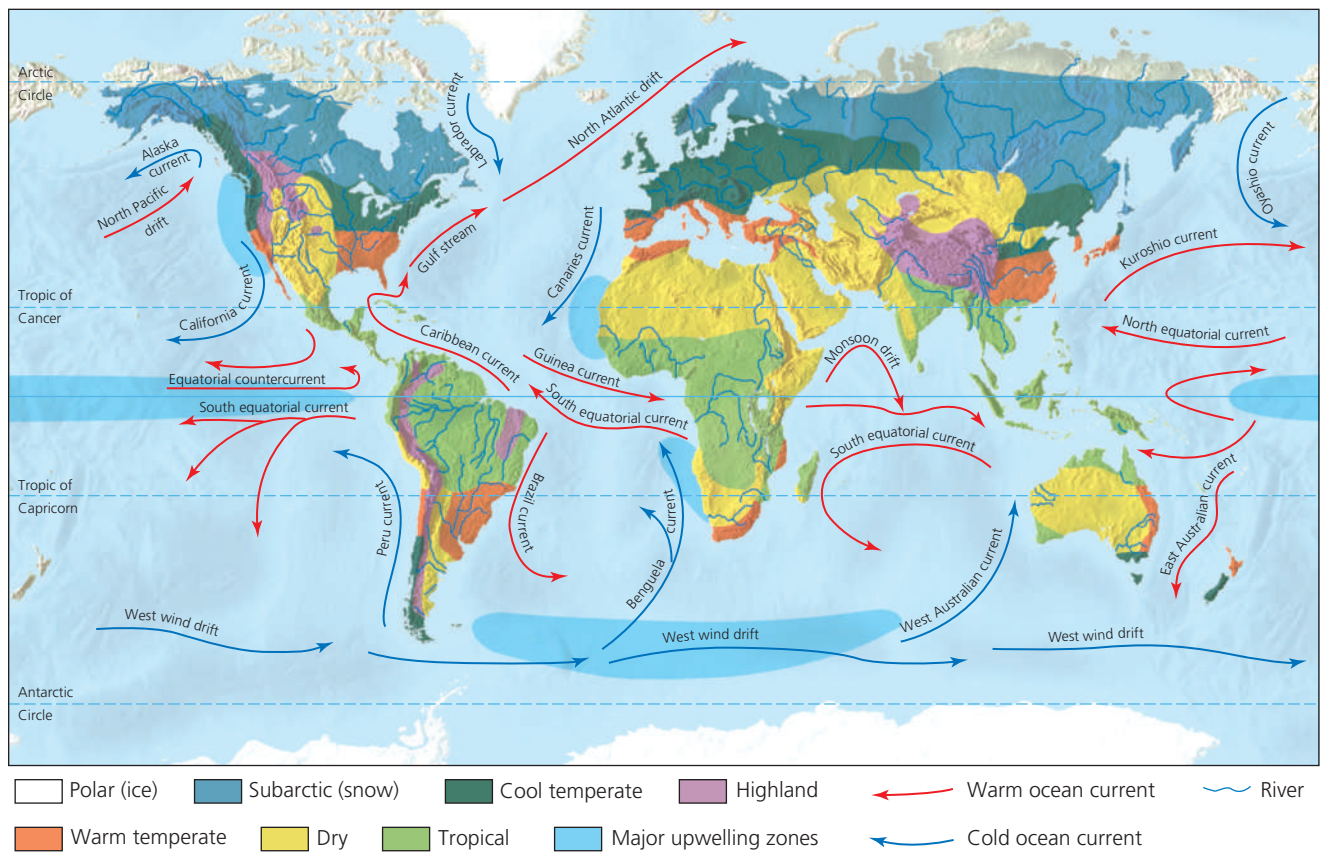 Arctic
Circle
Labrador current
North Atlantic drift
Alaska
current
North Pacific
drift
Oyashio current
Gulf stream
Canaries current
Kuroshio current
Tropic of
Cancer
California current
Caribbean current
Guinea current
Monsoon drift
North equatorial current
Equatorial countercurrent
South equatorial current
South equatorial current
South equatorial current
Tropic of
Capricorn
Peru current
Brazil current
Benguela
current
West Australian current
East Australian current
West wind drift
West wind drift
West wind drift
Antarctic
Circle
Polar (ice)
Subarctic (snow)
Cool temperate
Highland
Warm ocean current
River
Warm temperate
Dry
Tropical
Major upwelling zones
Cold ocean current